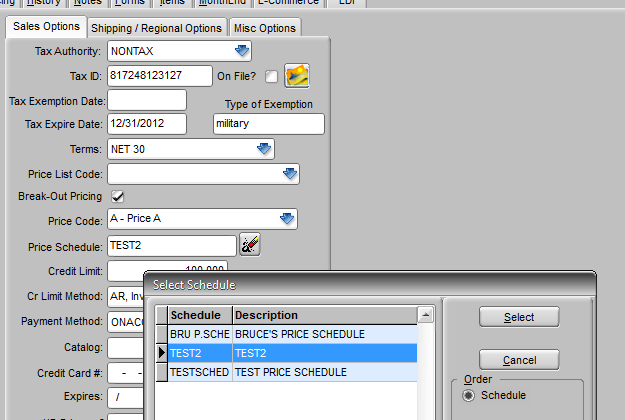 History Notes Forms Items MonthEnd E-Commerce EDI
Sales Options Shipping / Regional Options Misc Options
Tax Authority: NONTAX
Tax ID: 817248123127 On File?
Tax Exemption Date: Type of Exemption
Tax Expire Date: 12/31/2012 military
Terms: NET 30
Price List Code:
Break-Out Pricing
Price Code: A - Price A
Price Schedule: TEST2
Credit Limit: 100,000
Cr Limit Method: AR, Inv
Payment Method: ONACC
Catalog:
Credit Card #: - -
Expires: /
Select Schedule
Schedule Description
BRU P.SCHE BRUCE'S PRICE SCHEDULE
TEST2 TEST2
TESTSCHED TEST PRICE SCHEDULE
Select
Cancel
Order
Schedule